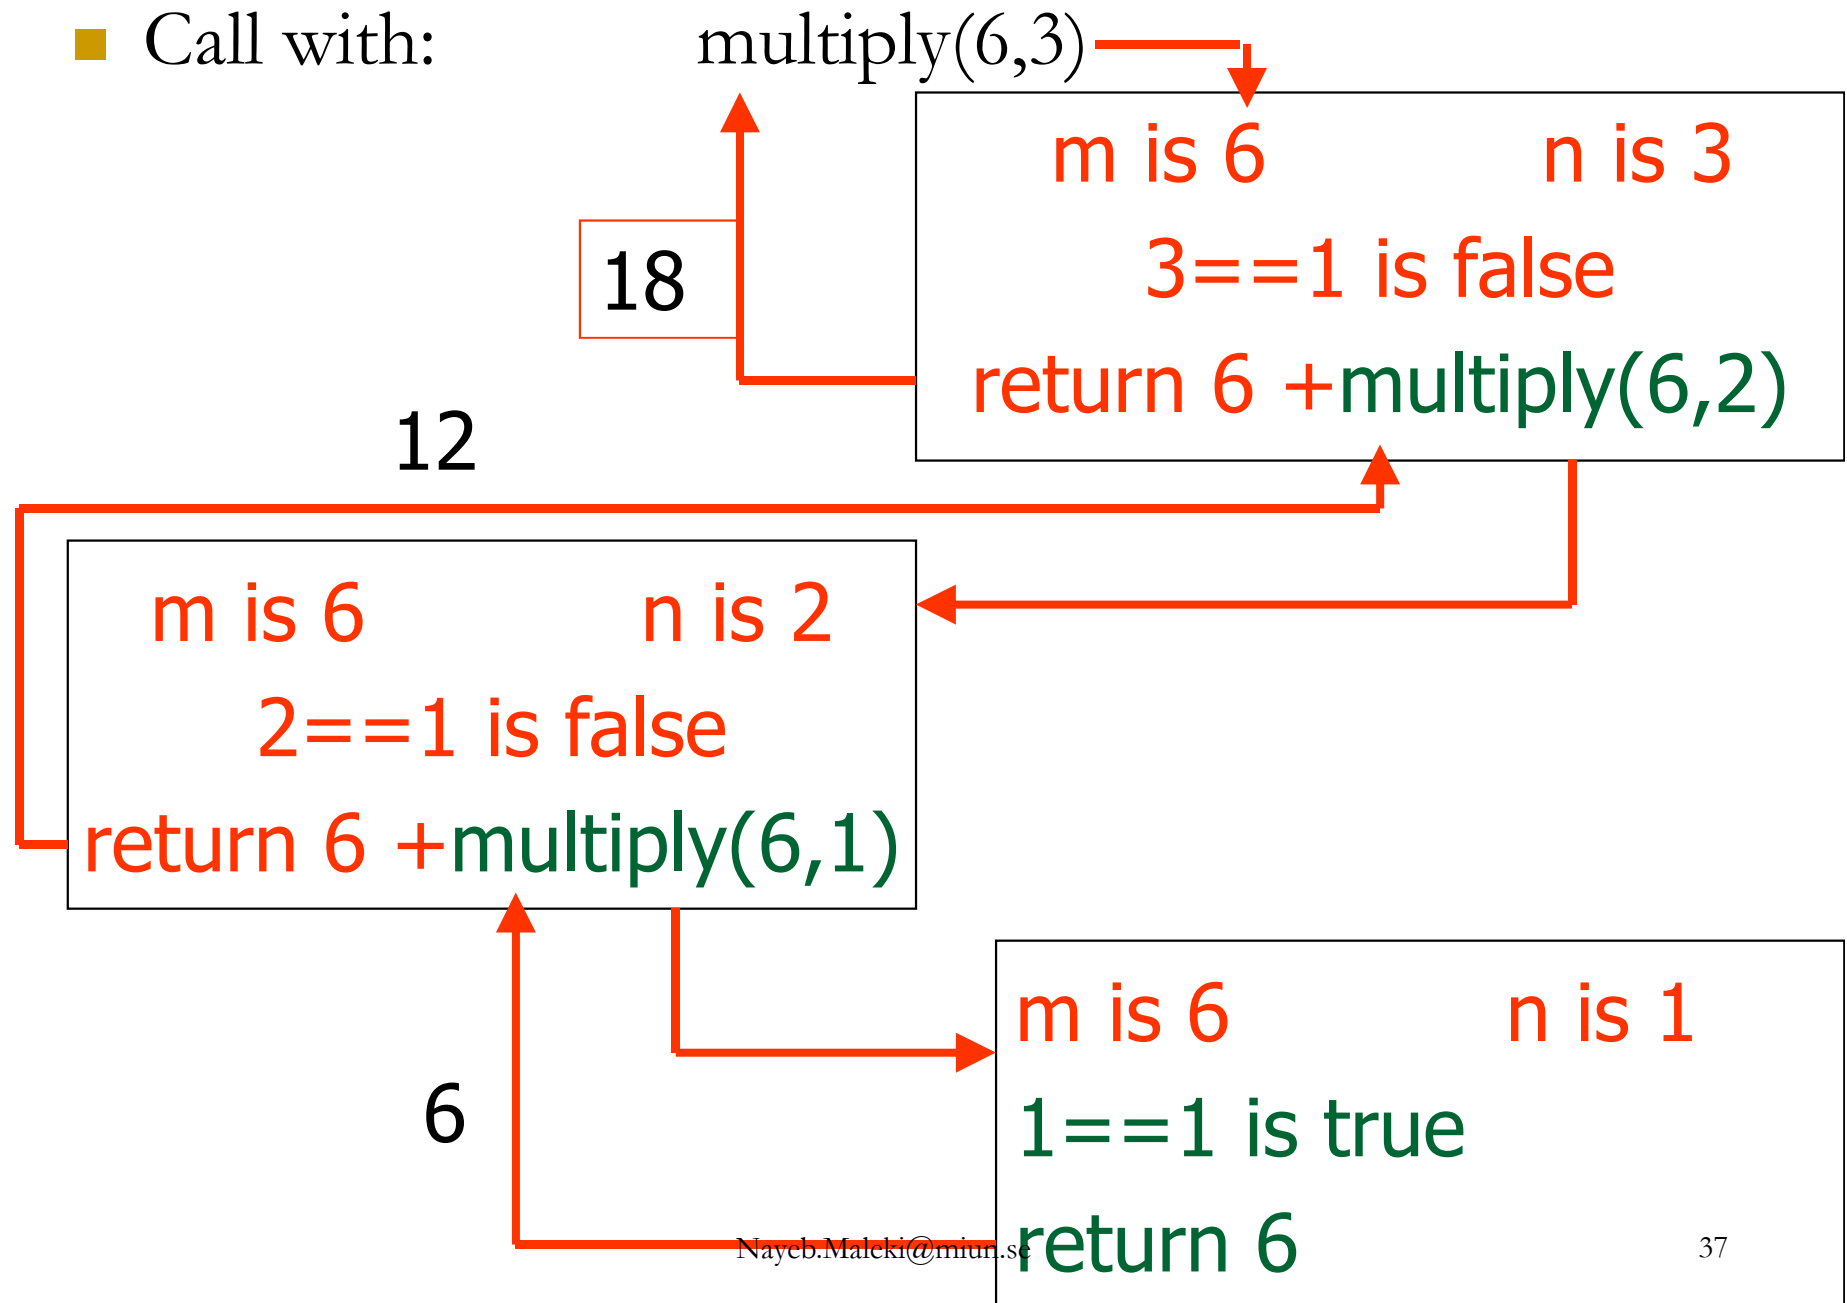 Call with: multiply(6,3)
m is 6 n is 3
3==1 is false
18
return 6 +multiply(6,2)
12
m is 6 n is 2
2==1 is false
return 6 +multiply(6,1)
m is 6 n is 1
6
1==1 is true
return 6
Nayeb.Maleki@miun.se
37